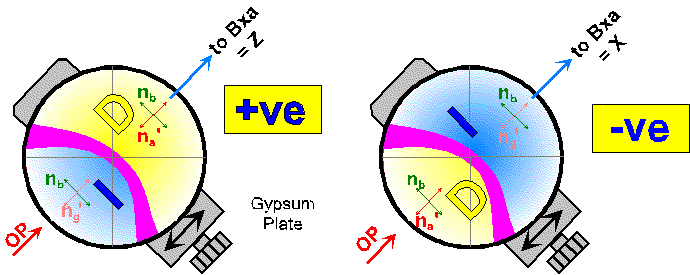 to Bxa
= Z
+ve
n_b
n_a'
n_b
n_g'
OP
Gypsum
Plate
to Bxa
= X
-ve
n_b
n_g'
n_b
n_a'
OP